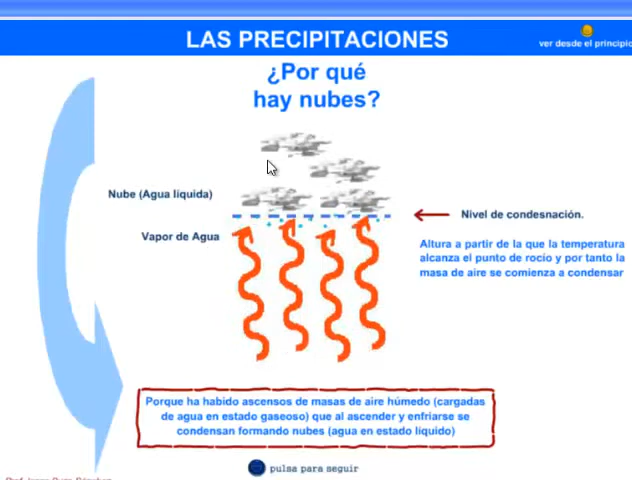 LAS PRECIPITACIONES
ver desde el principio
¿Por qué
hay nubes?
Nube (Agua líquida)
Nivel de condesnación.
Vapor de Agua
Altura a partir de la que la temperatura
alcanza el punto de rocío y por tanto la
masa de aire se comienza a condensar
Porque ha habido ascensos de masas de aire húmedo (cargadas
de agua en estado gaseoso) que al ascender y enfriarse se
condensan formando nubes (agua en estado líquido)
pulsa para seguir